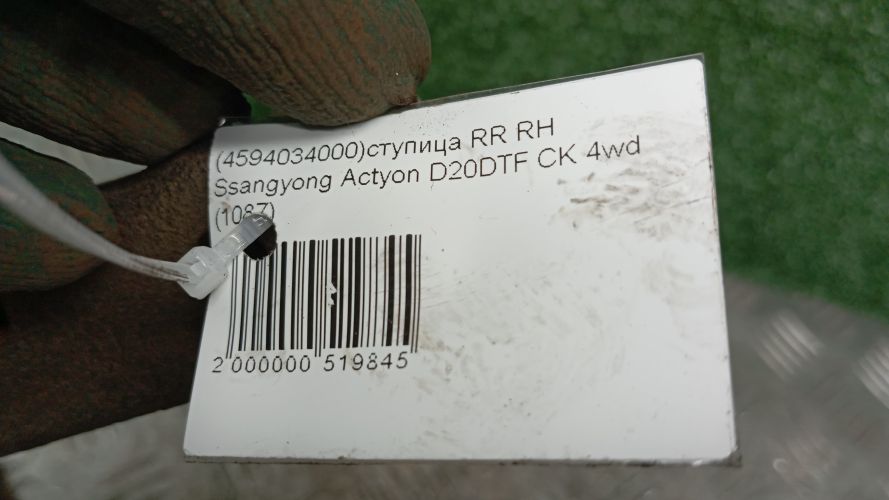 (4594034000)ступица RR RH
Ssangyong Actyon D20DTF CK 4wd
(1087)
2 000000 519845